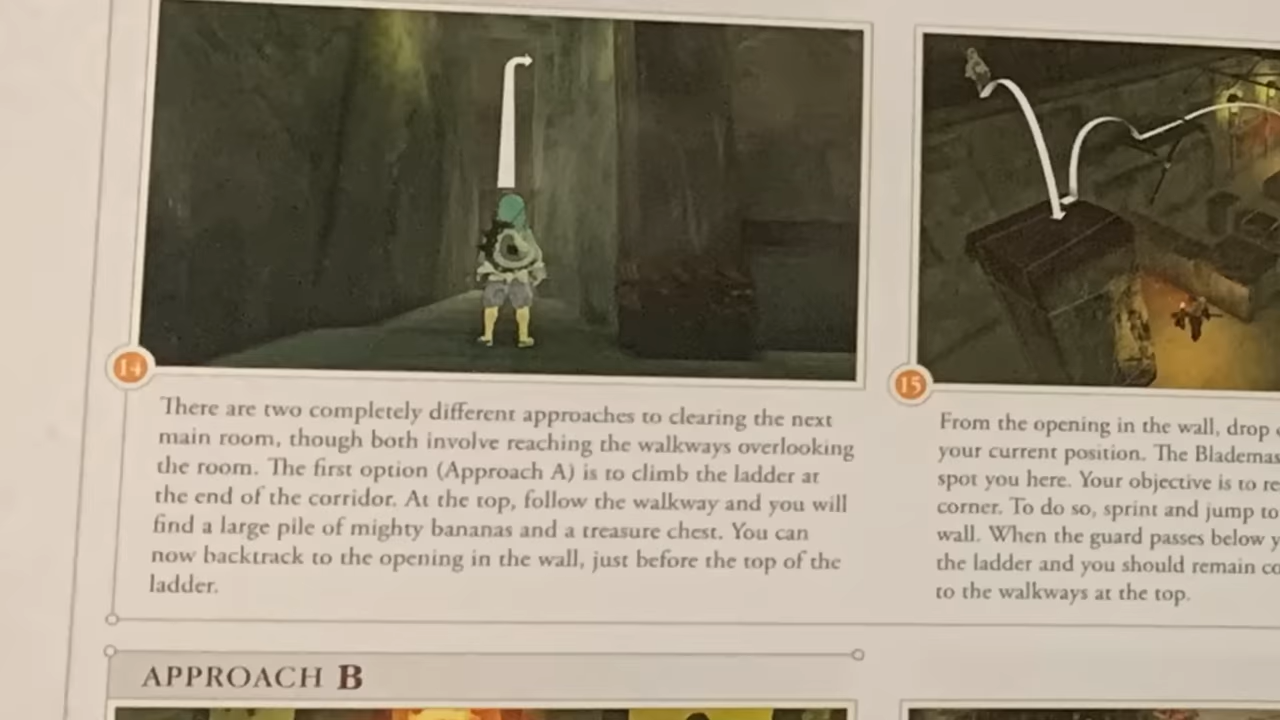 14
There are two completely different approaches to clearing the next
main room, though both involve reaching the walkways overlooking
the room. The first option (Approach A) is to climb the ladder at
the end of the corridor. At the top, follow the walkway and you will
find a large pile of mighty bananas and a treasure chest. You can
now backtrack to the opening in the wall, just before the top of the
ladder.
15
From the opening in the wall, drop
your current position. The
spot you here. Your objective is to
corner. To do so, sprint and jump to
wall. When the guard passes below
the ladder and you should remain
to the walkways at the top.
APPROACH B